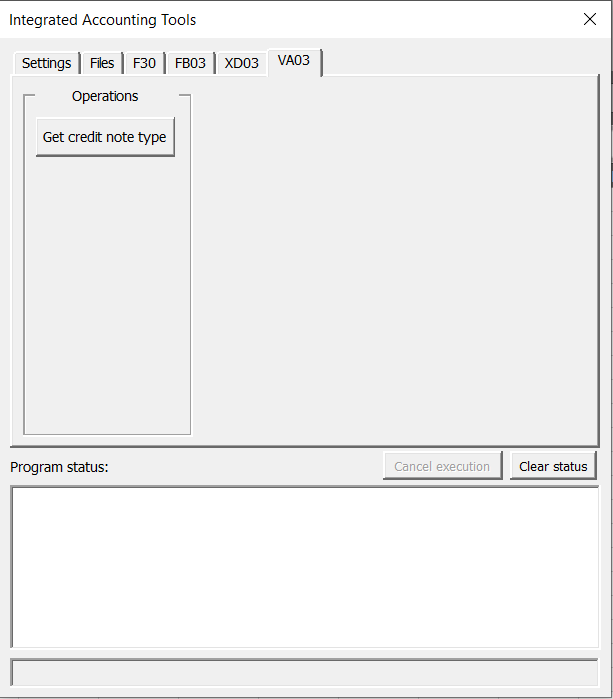 Integrated Accounting Tools
Settings Files F30 FB03 XD03 VA03
Operations
Get credit note type
Program status: Cancel execution Clear status